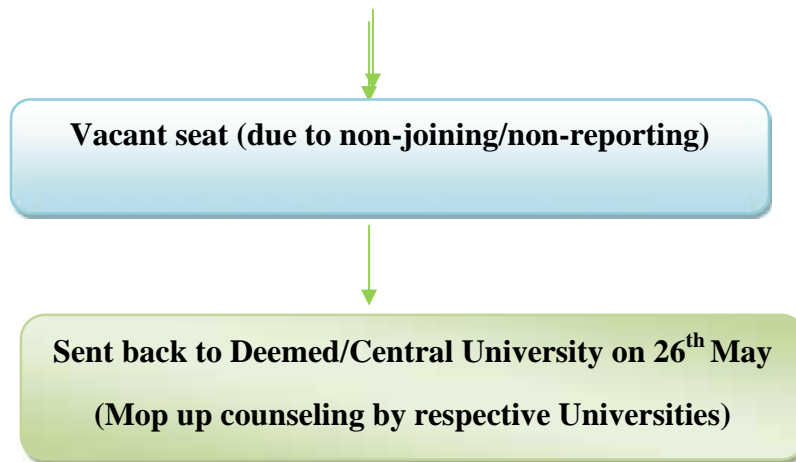 Vacant seat (due to non-joining/non-reporting)
Sent back to Deemed/Central University on 26th May
(Mop up counseling by respective Universities)